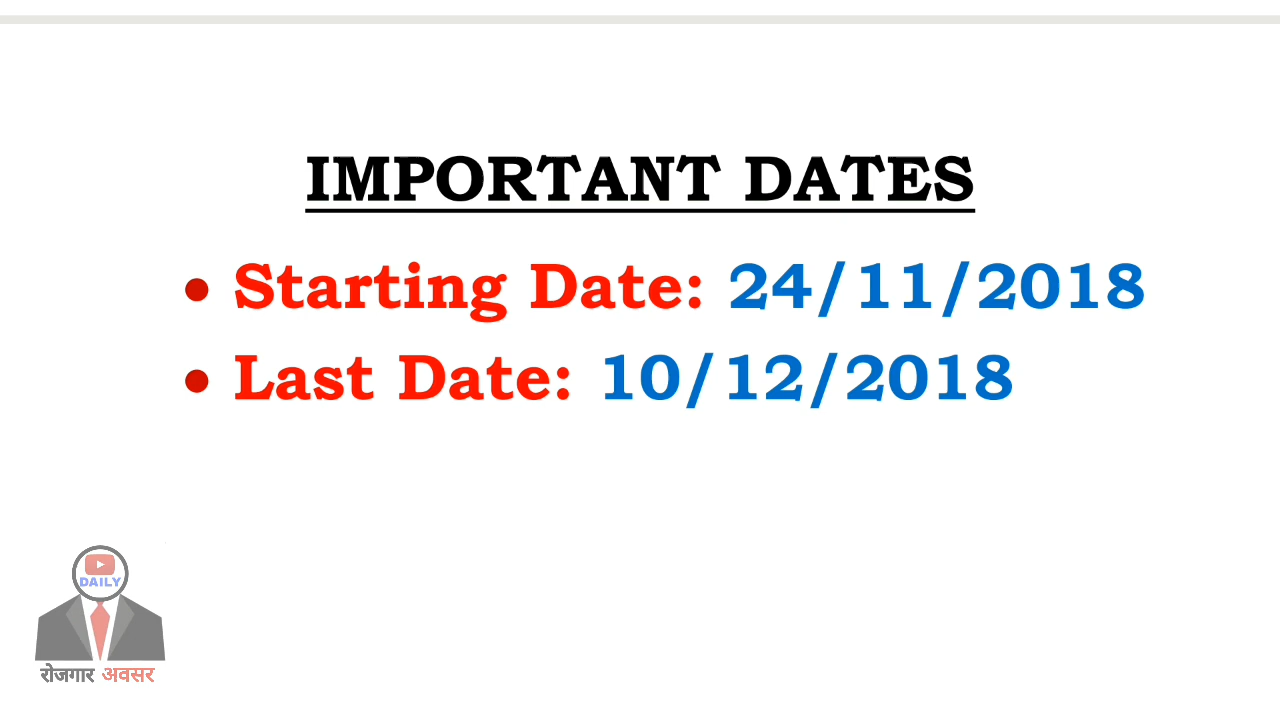 IMPORTANT DATES
• Starting Date: 24/11/2018
• Last Date: 10/12/2018
DAILY
रोजगार अवसर